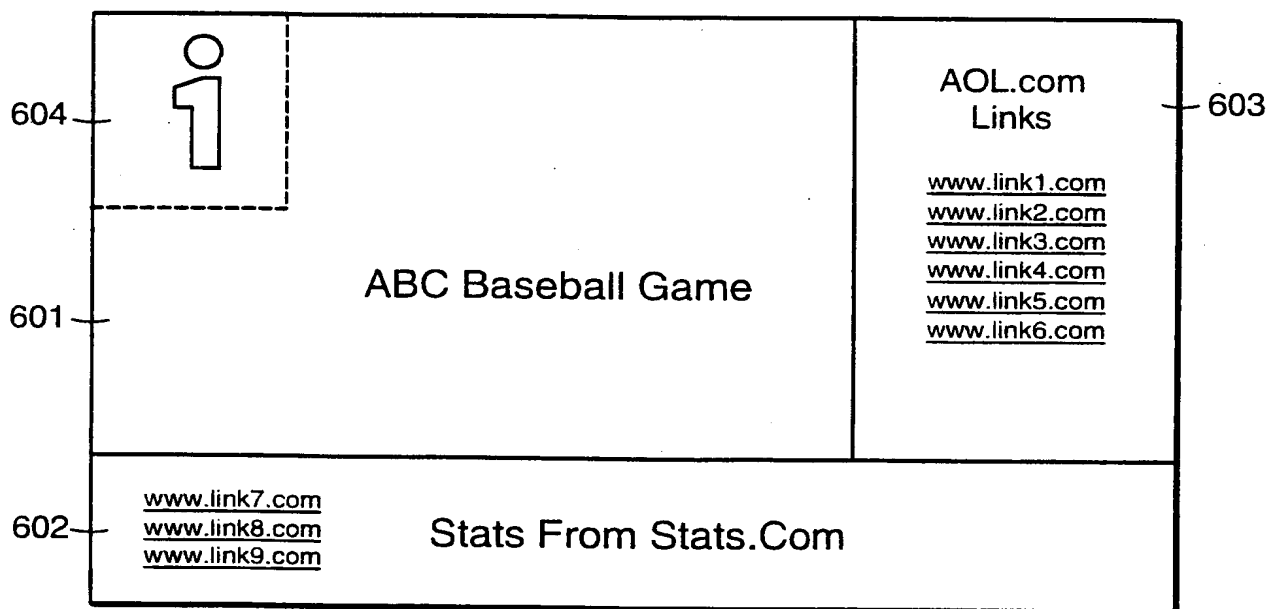 604
i
AOL.com
Links
603
www.link1.com
www.link2.com
www.link3.com
www.link4.com
www.link5.com
www.link6.com
ABC Baseball Game
601
www.link7.com
www.link8.com
www.link9.com
602
Stats From Stats.Com